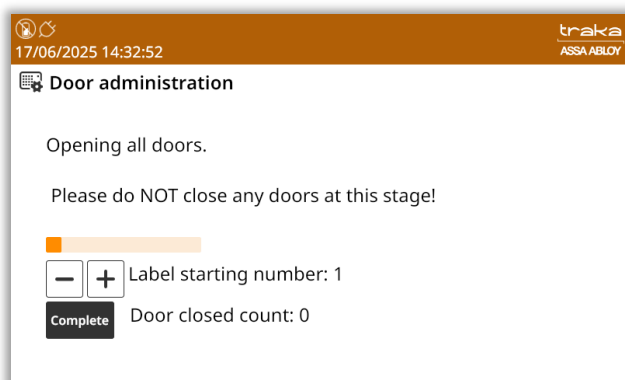 traka
17/06/2025 14:32:52
ASSA ABLOY
Door administration
Opening all doors.
Please do NOT close any doors at this stage!
Label starting number: 1
Complete
Door closed count: 0